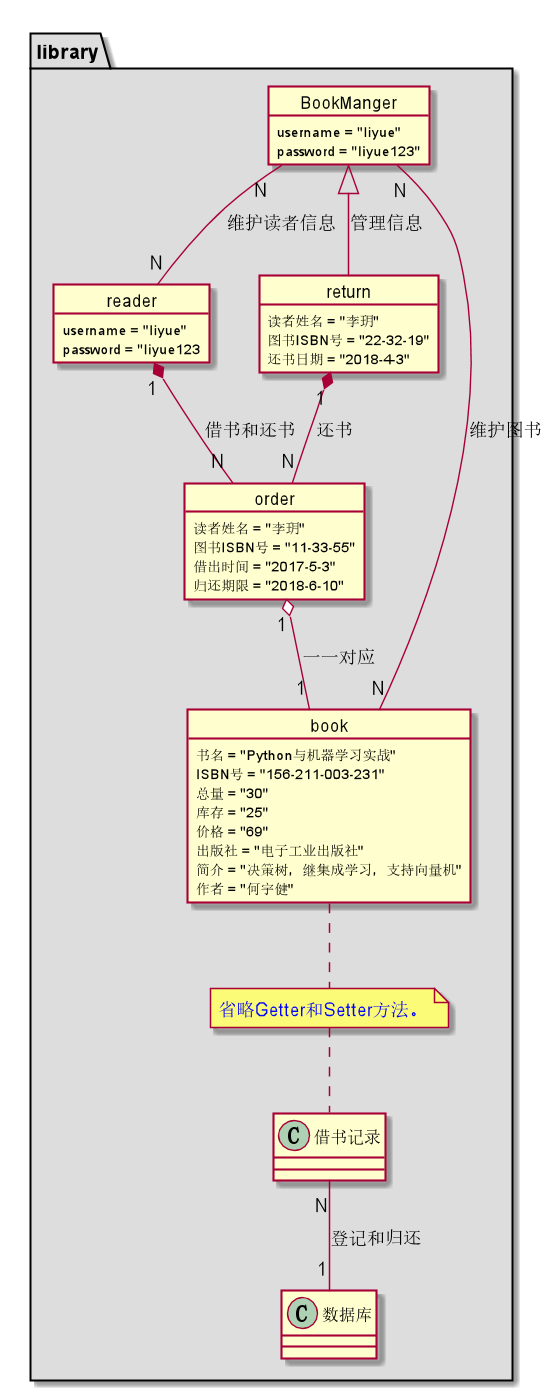 library
BookManger
username = "liyue"
password = "liyue123"
N
N
维护读者信息
管理信息
N
reader
username = "liyue"
password = "liyue123
return
读者姓名 = "李玥"
图书ISBN号 = "22-32-19"
还书日期 = "2018-4-3"
1
1
借书和还书
还书
维护图书
N
N
order
读者姓名 = "李玥"
图书ISBN号 = "11-33-55"
借出时间 = "2017-5-3"
归还期限 = "2018-6-10"
1
一一对应
1
N
book
书名 = "Python与机器学习实战"
ISBN号 = "156-211-003-231"
总量 = "30"
库存 = "25"
价格 = "69"
出版社 = "电子工业出版社"
简介 = "决策树，继集成学习，支持向量机"
作者 = "何宇健"
省略Getter和Setter方法。
C 借书记录
N
登记和归还
1
C 数据库